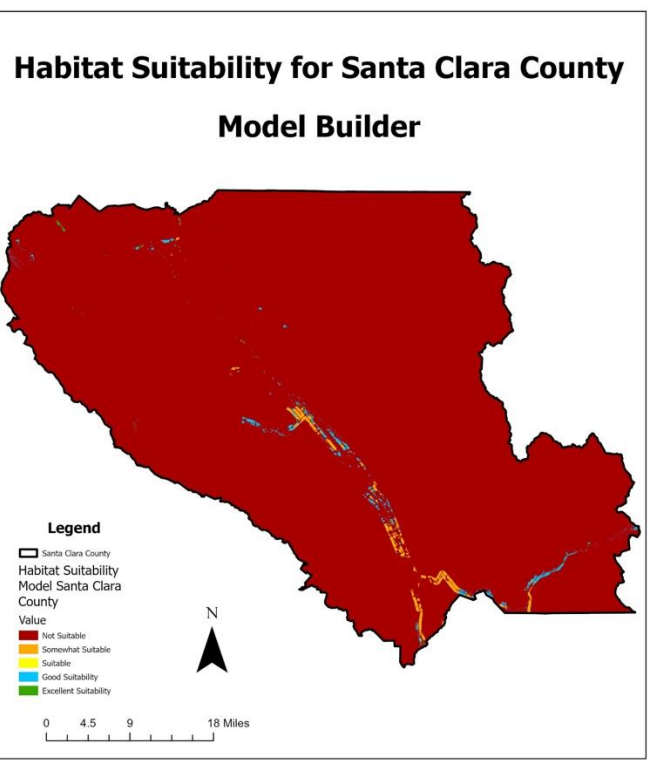 Habitat Suitability for Santa Clara County
Model Builder
Legend
Santa Clara County
Habitat Suitability
Model Santa Clara
County
Value
Not Suitable
Somewhat Suitable
Suitable
Good Suitability
Excellent Suitability
N
0 4.5 9 18 Miles